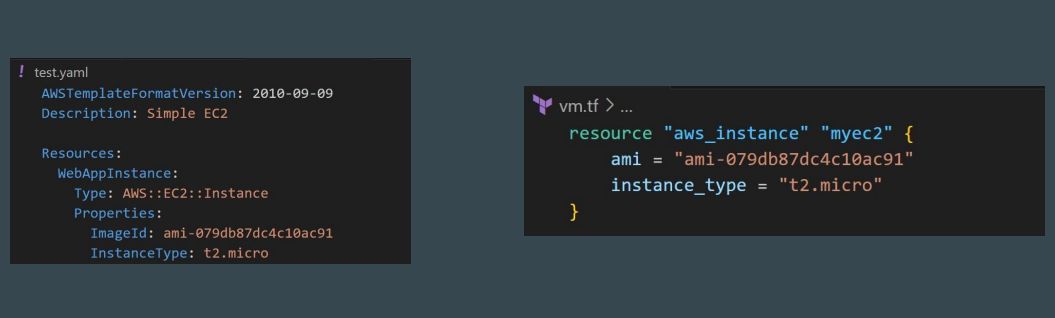 ! test.yaml
AWSTemplateFormatVersion: 2010-09-09
Description: Simple EC2
Resources:
WebAppInstance:
Type: AWS::EC2::Instance
Properties:
ImageId: ami-079db87dc4c10ac91
InstanceType: t2.micro
vm.tf > ...
resource "aws_instance" "myec2" {
ami = "ami-079db87dc4c10ac91"
instance_type = "t2.micro"
}